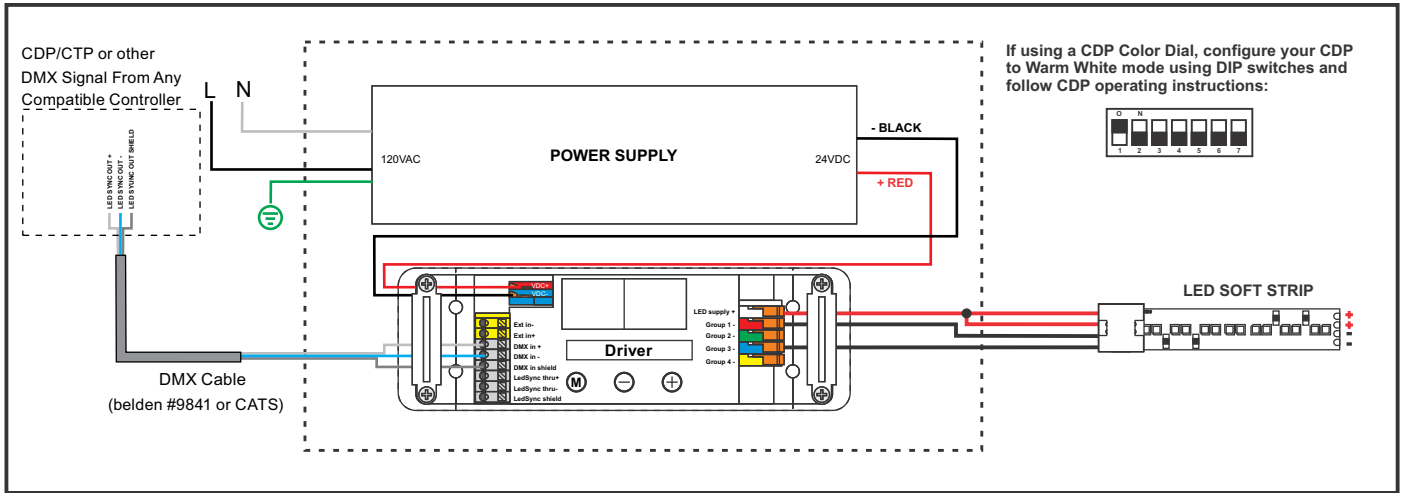 CDP/CTP or other
DMX Signal From Any
Compatible Controller
L N
LED SYNC OUT +
LED SYNC OUT -
LED SYUNC OUT SHIELD
120VAC
POWER SUPPLY
24VDC
- BLACK
+ RED
If using a CDP Color Dial, configure your CDP
to Warm White mode using DIP switches and
follow CDP operating instructions:
O N
1 2 3 4 5 6 7
VDC+
VDC-
Ext in-
Ext in+
DMX in +
DMX in -
DMX in shield
LedSync thru+
LedSync thru-
LedSync shield
Driver
M − +
LED supply +
Group 1 -
Group 2 -
Group 3 -
Group 4 -
LED SOFT STRIP
+
+
-
-
DMX Cable
(belden #9841 or CATS)